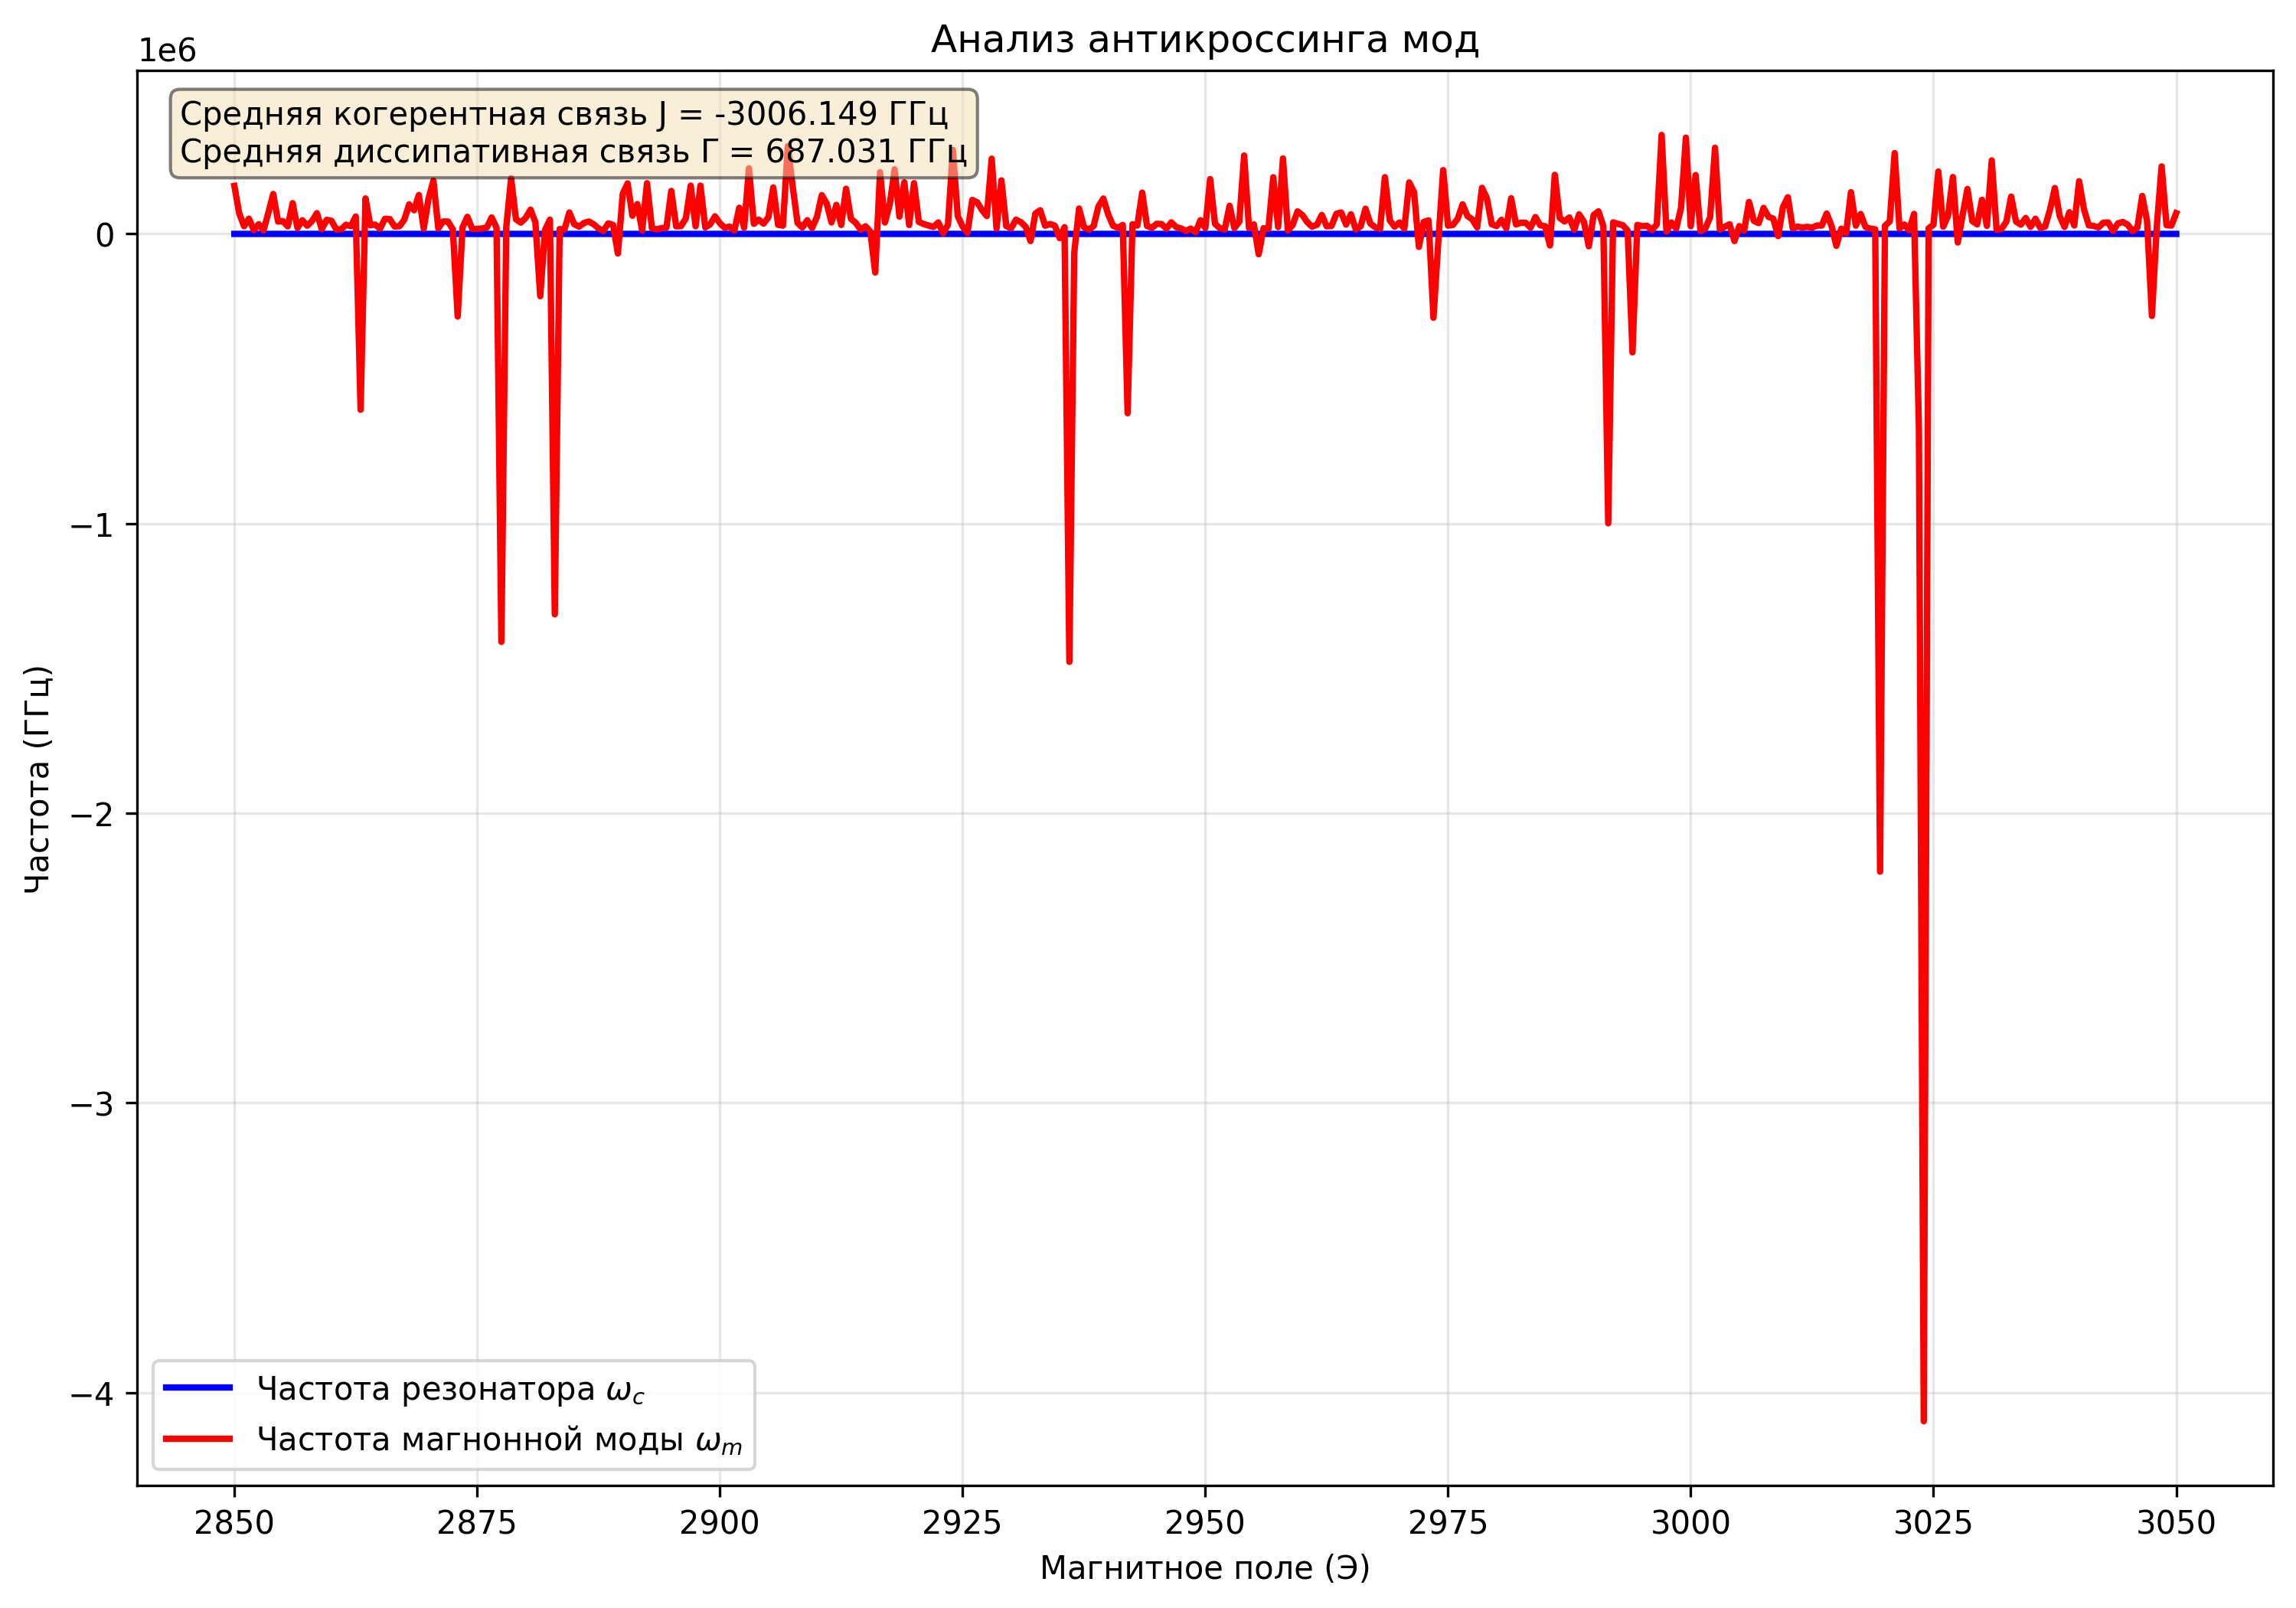 Анализ антикроссинга мод
1e6
Средняя когерентная связь J = -3006.149 ГГц
Средняя диссипативная связь Γ = 687.031 ГГц
0
−1
−2
−3
−4
Частота (ГГц)
Частота резонатора ω_c
Частота магнонной моды ω_m
2850 2875 2900 2925 2950 2975 3000 3025 3050
Магнитное поле (Э)